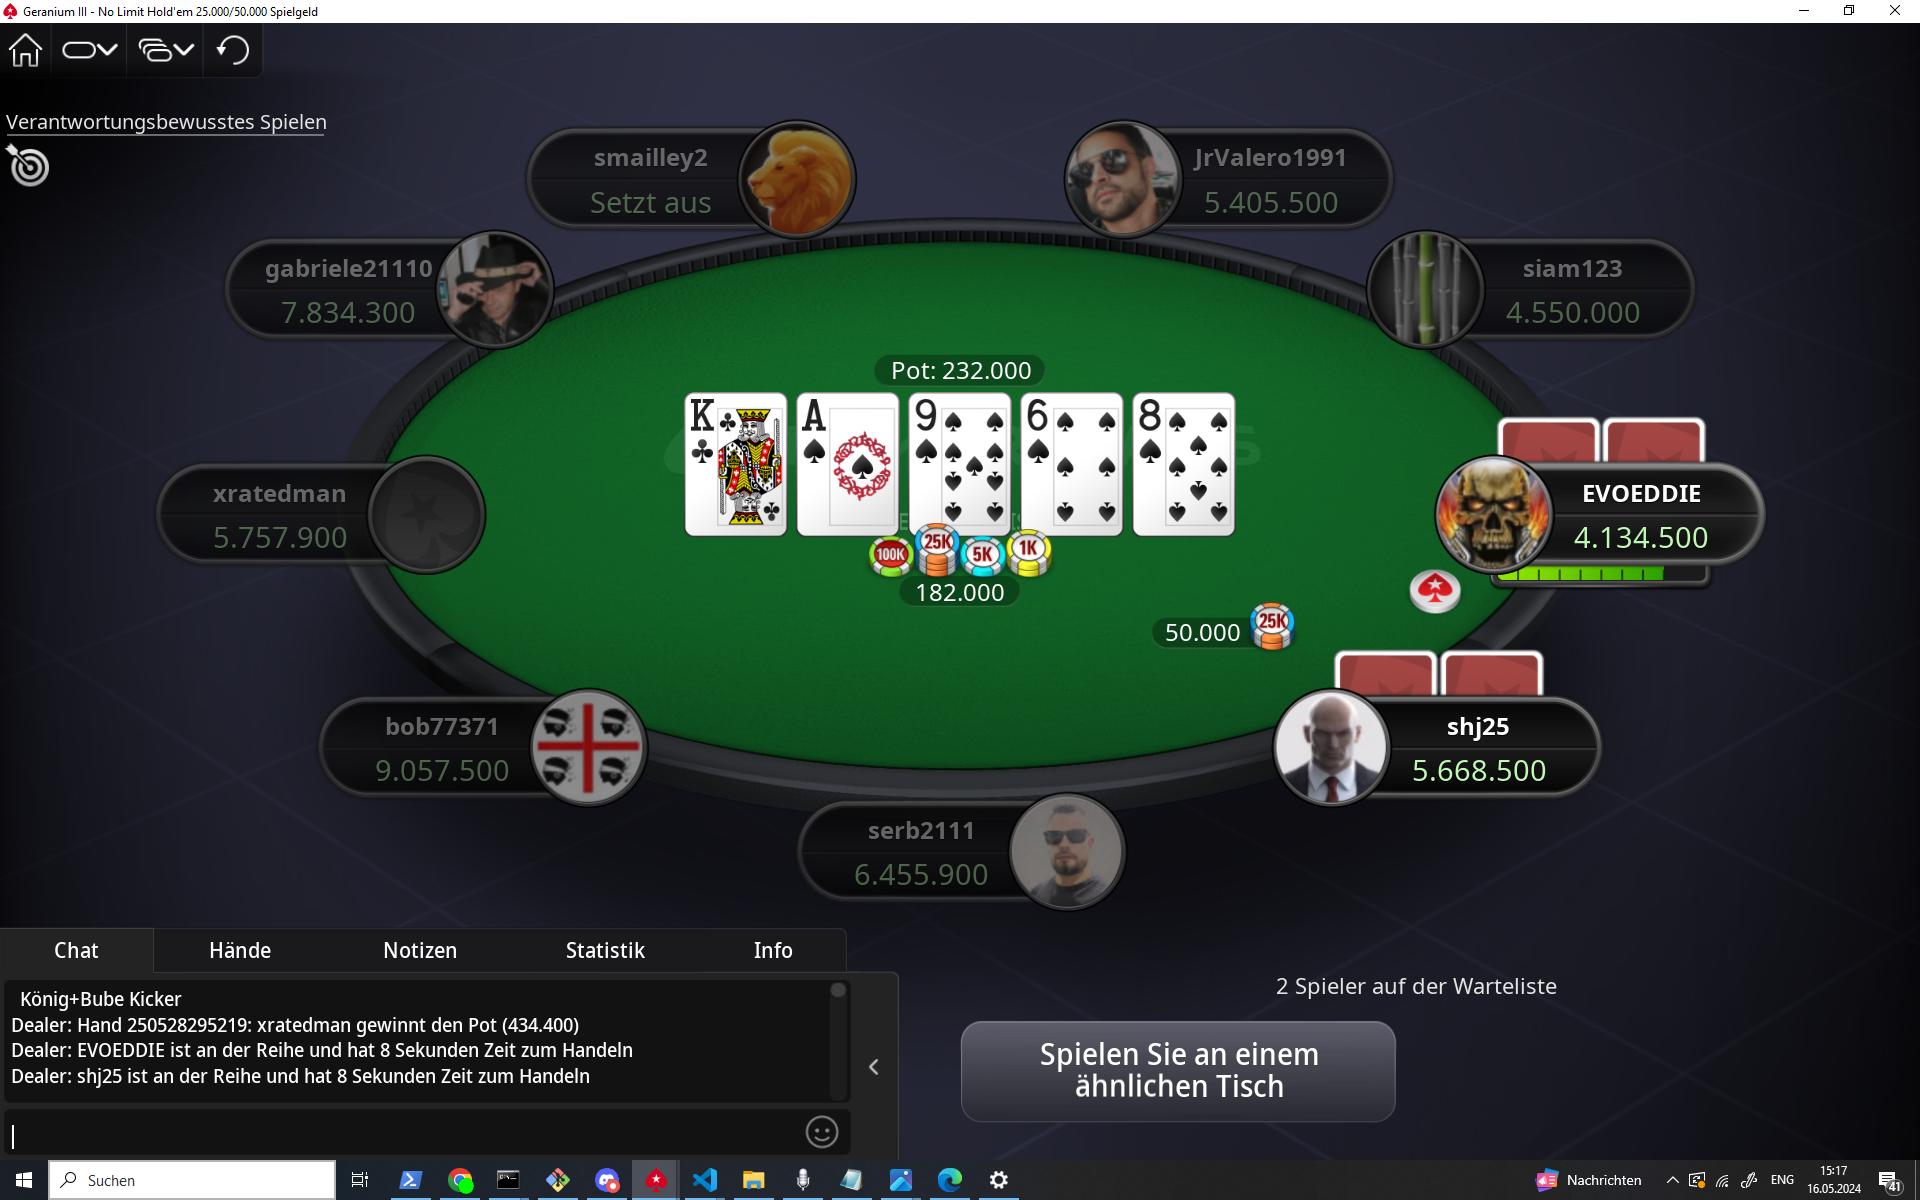 Geranium III - No Limit Hold'em 25.000/50.000 Spielgeld
Verantwortungsbewusstes Spielen
smailley2
Setzt aus
JrValero1991
5.405.500
gabriele21110
7.834.300
siam123
4.550.000
Pot: 232.000
K
A
9
6
8
xratedman
5.757.900
EVOEDDIE
4.134.500
100K
25K
5K
1K
182.000
50.000
25K
bob77371
9.057.500
shj25
5.668.500
serb2111
6.455.900
Chat
Hände
Notizen
Statistik
Info
König+Bube Kicker
Dealer: Hand 250528295219: xratedman gewinnt den Pot (434.400)
Dealer: EVOEDDIE ist an der Reihe und hat 8 Sekunden Zeit zum Handeln
Dealer: shj25 ist an der Reihe und hat 8 Sekunden Zeit zum Handeln
2 Spieler auf der Warteliste
Spielen Sie an einem
ähnlichen Tisch
Suchen
Nachrichten
ENG
15:17
16.05.2024
41